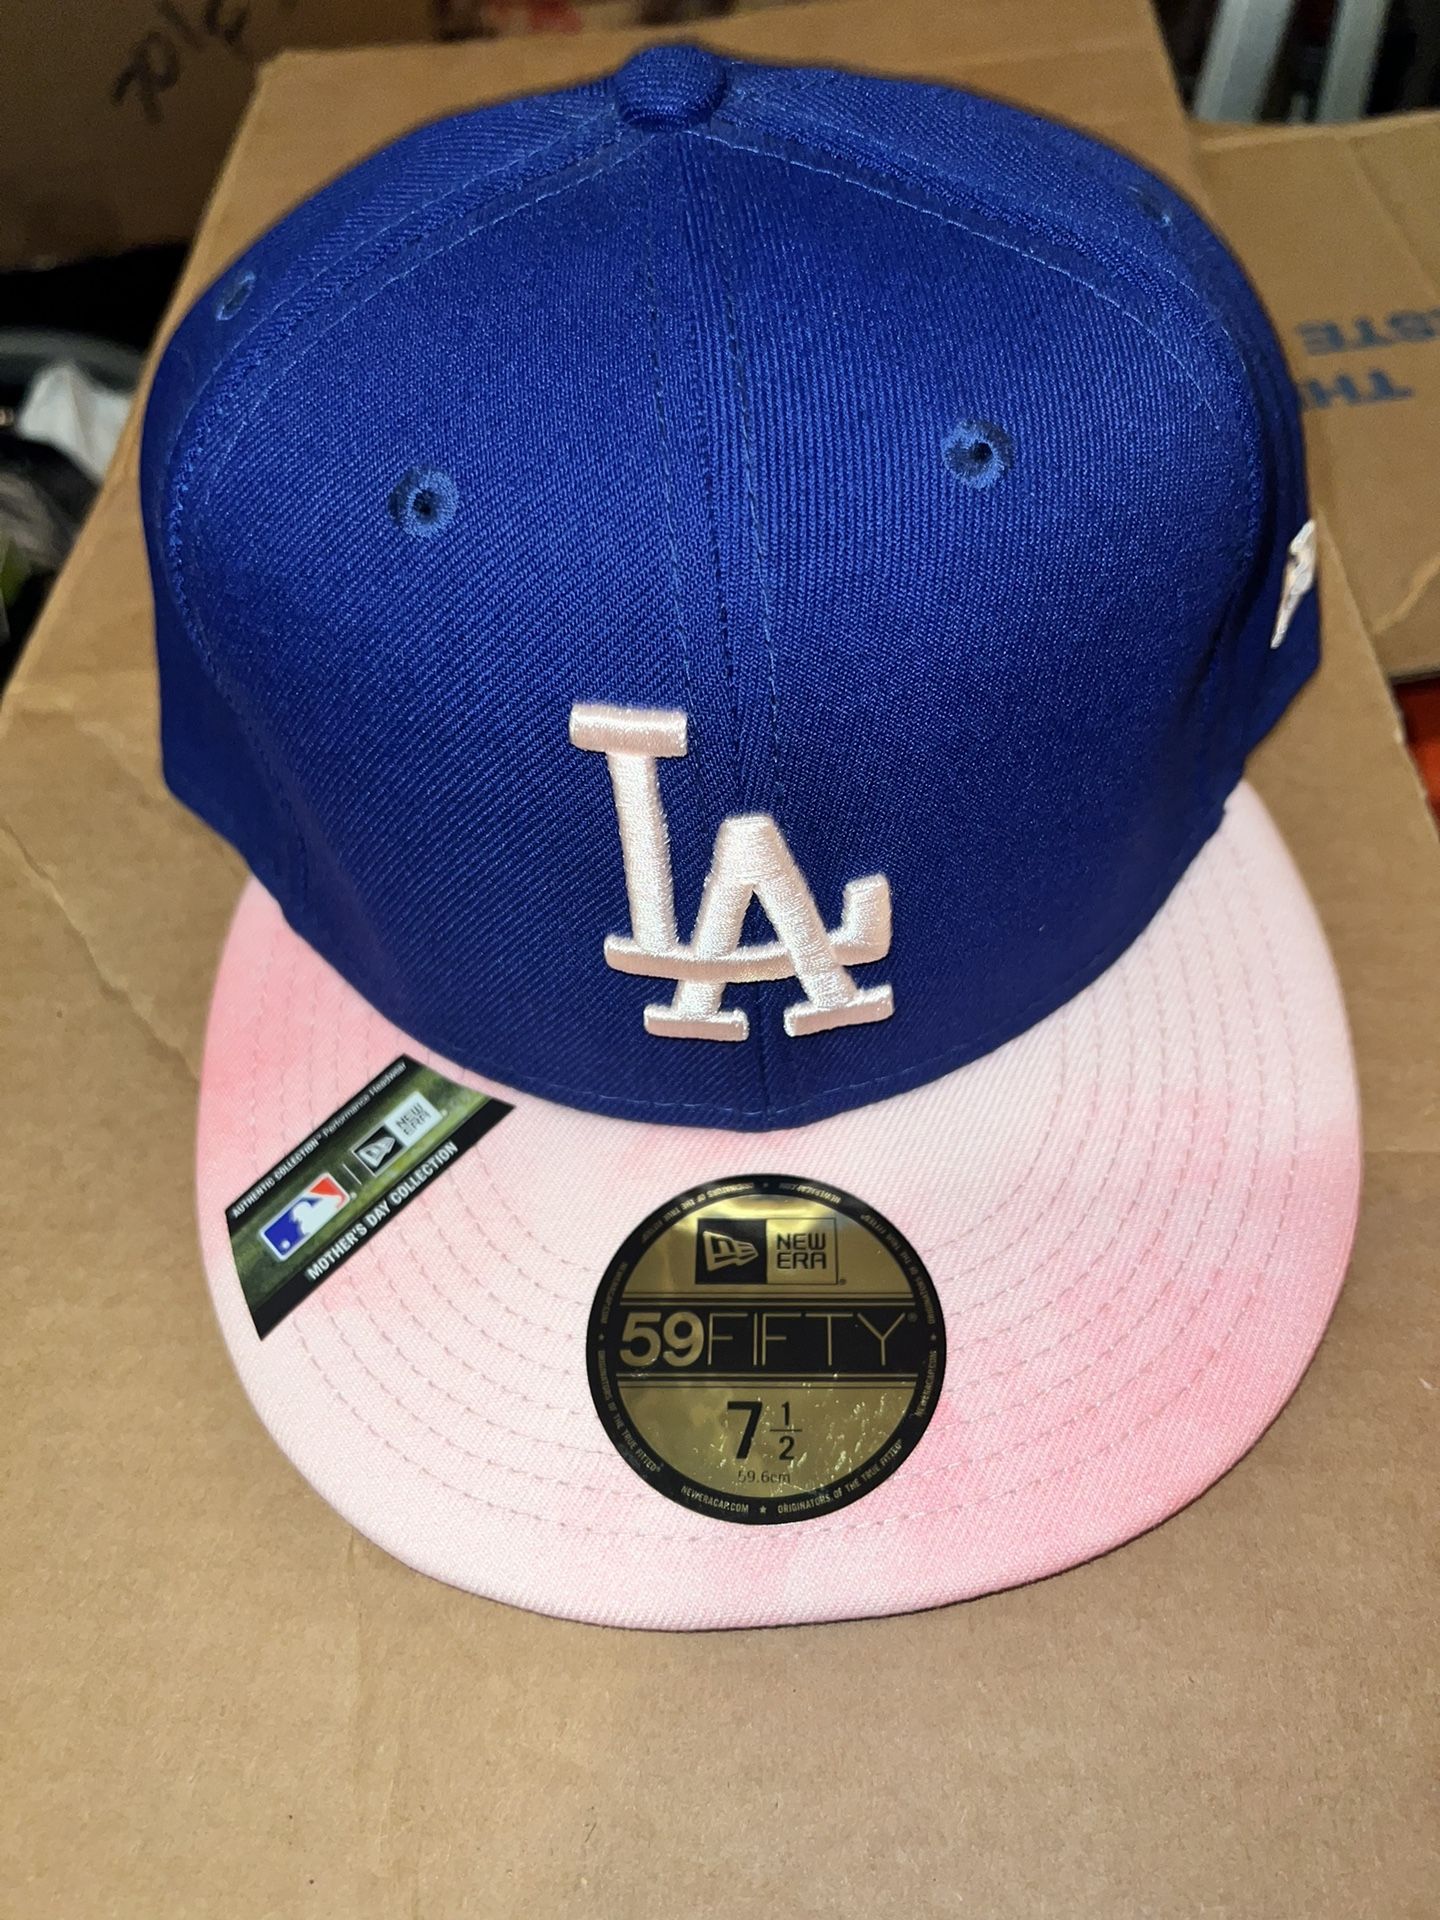 LA
AUTHENTIC COLLECTION™ Performance Headwear
NEW
ERA
MOTHER'S DAY COLLECTION
NEW
ERA
59FIFTY®
7 1/2
59.6cm
NEWERACAP.COM ★ ORIGINATORS OF THE TRUE FITTED®